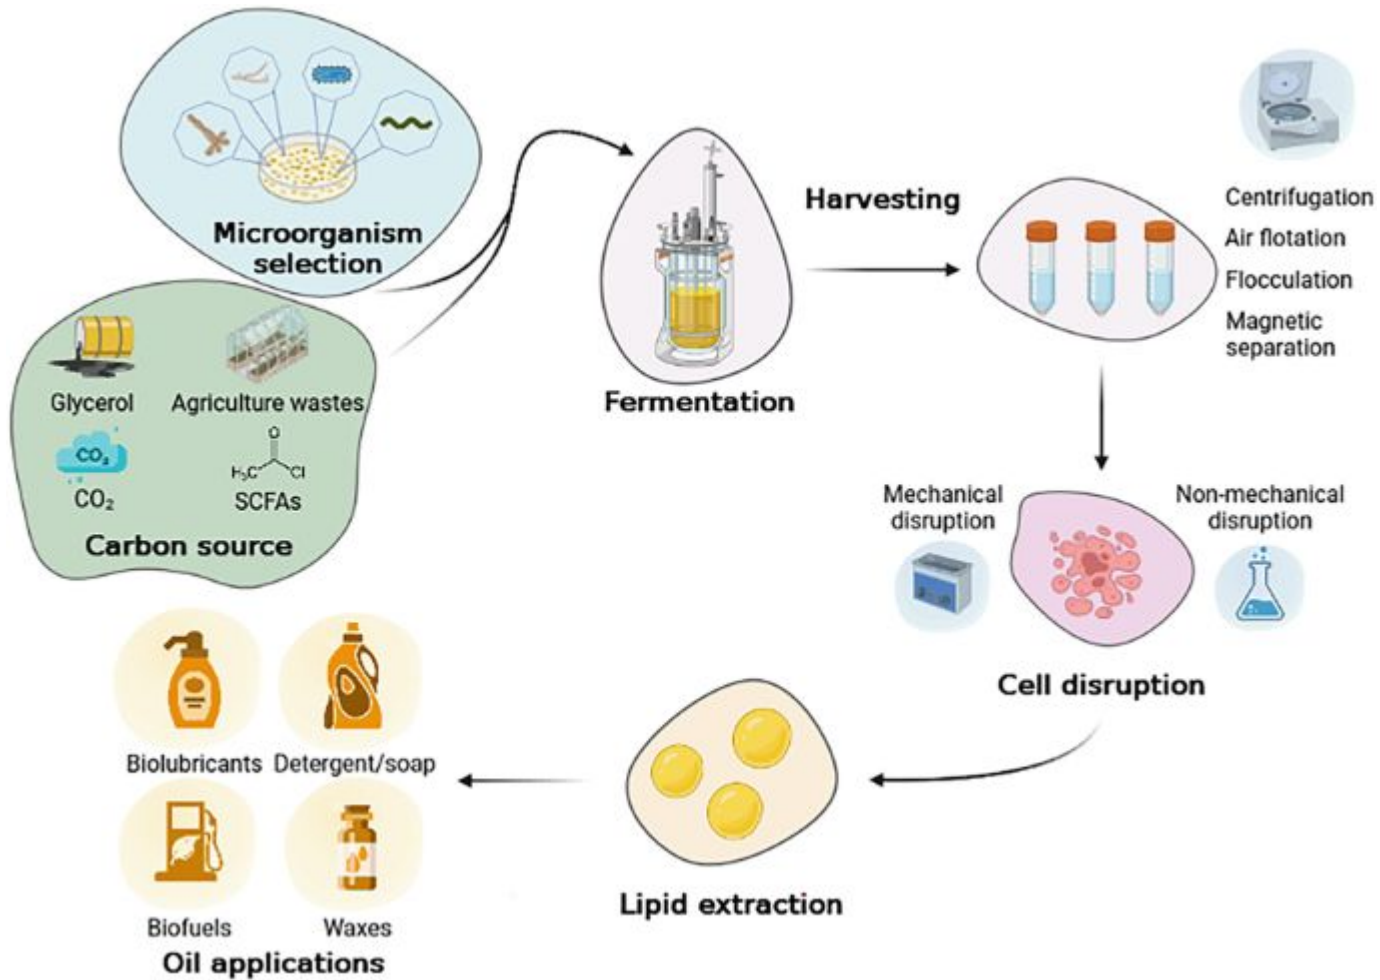 Microorganism
selection
Glycerol
Agriculture wastes
CO₂
CO₂
O
H₃C
Cl
SCFAs
Carbon source
Fermentation
Harvesting
Centrifugation
Air flotation
Flocculation
Magnetic
separation
Mechanical
disruption
Non-mechanical
disruption
Cell disruption
Lipid extraction
Biolubricants
Detergent/soap
Biofuels
Waxes
Oil applications